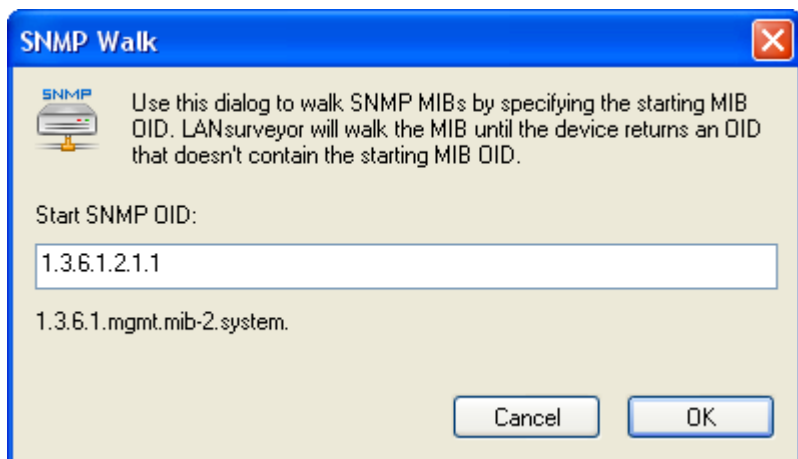 SNMP Walk
SNMP
Use this dialog to walk SNMP MIBs by specifying the starting MIB
OID. LANsurveyor will walk the MIB until the device returns an OID
that doesn't contain the starting MIB OID.
Start SNMP OID:
1.3.6.1.2.1.1
1.3.6.1.mgmt.mib-2.system.
Cancel
OK